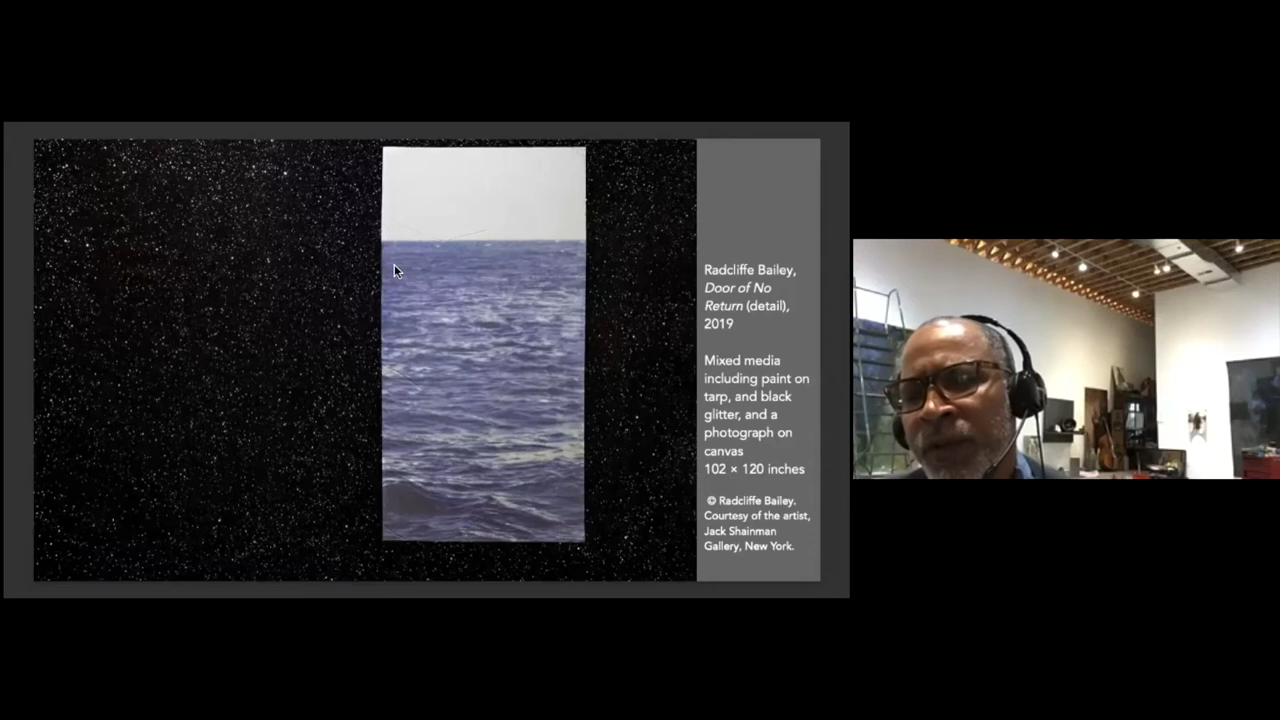 Radcliffe Bailey,
Door of No
Return (detail),
2019
Mixed media
including paint on
tarp, and black
glitter, and a
photograph on
canvas
102 × 120 inches
© Radcliffe Bailey.
Courtesy of the artist,
Jack Shainman
Gallery, New York.